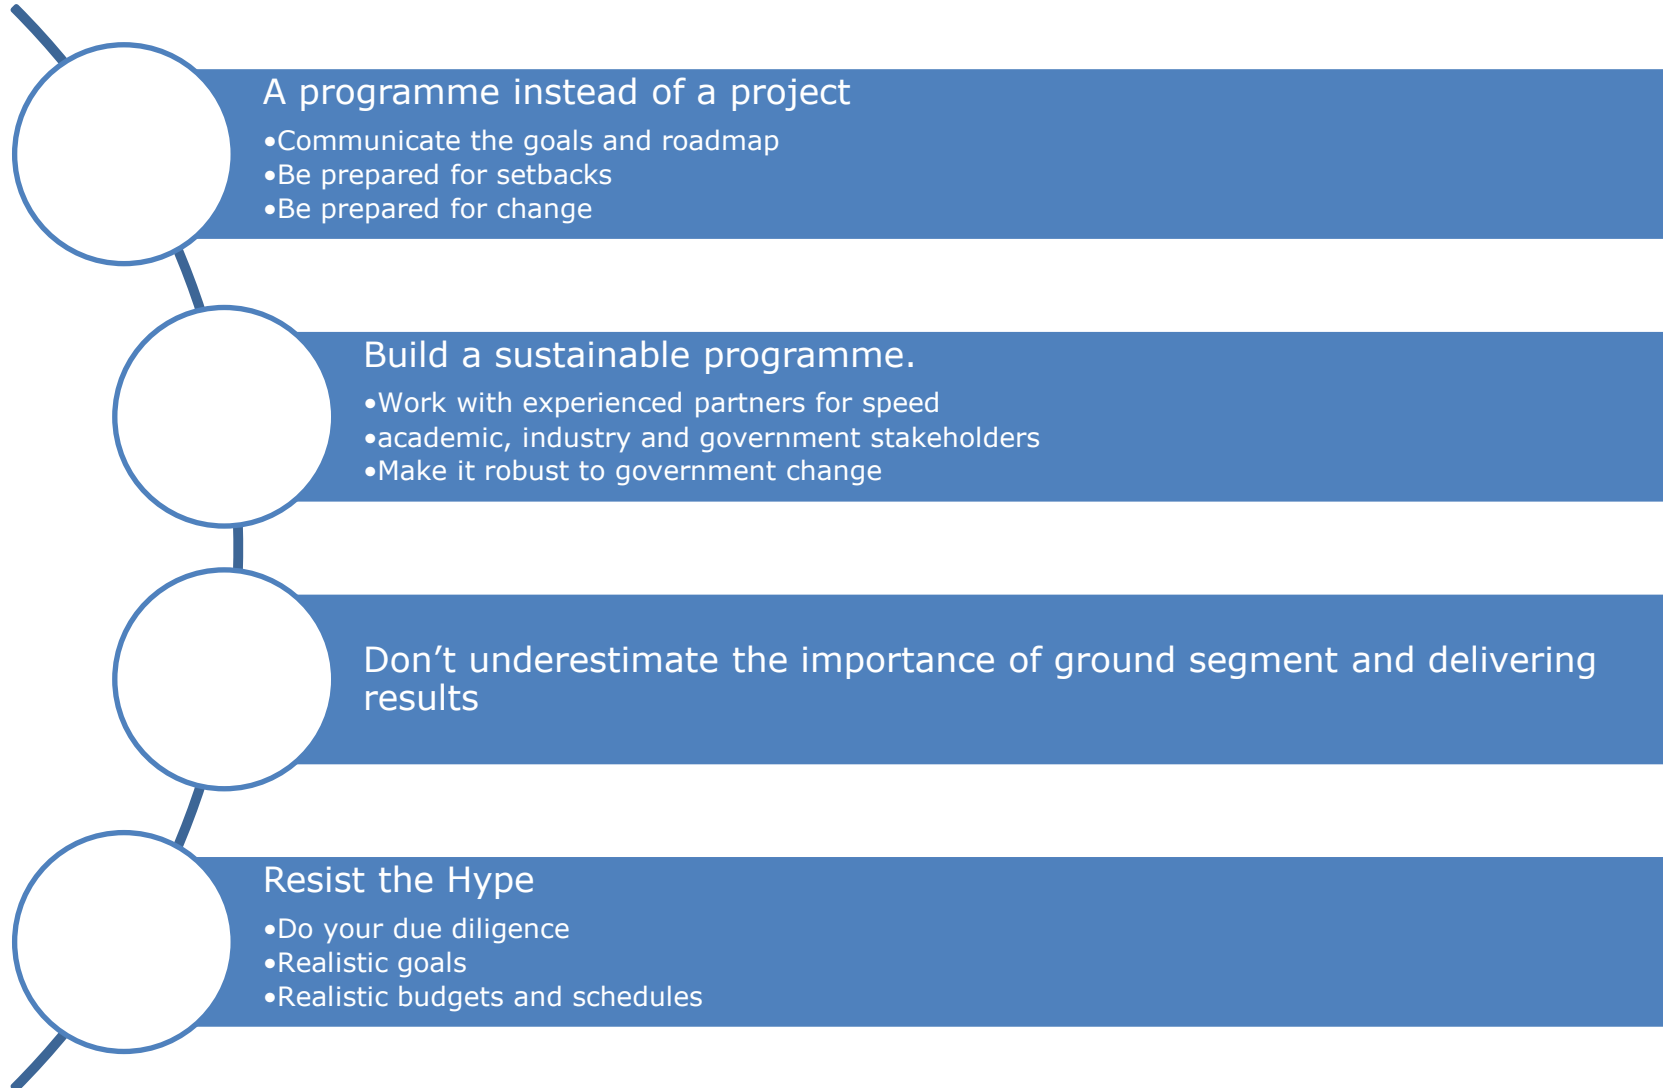 A programme instead of a project
•Communicate the goals and roadmap
•Be prepared for setbacks
•Be prepared for change
Build a sustainable programme.
•Work with experienced partners for speed
•academic, industry and government stakeholders
•Make it robust to government change
Don’t underestimate the importance of ground segment and delivering
results
Resist the Hype
•Do your due diligence
•Realistic goals
•Realistic budgets and schedules